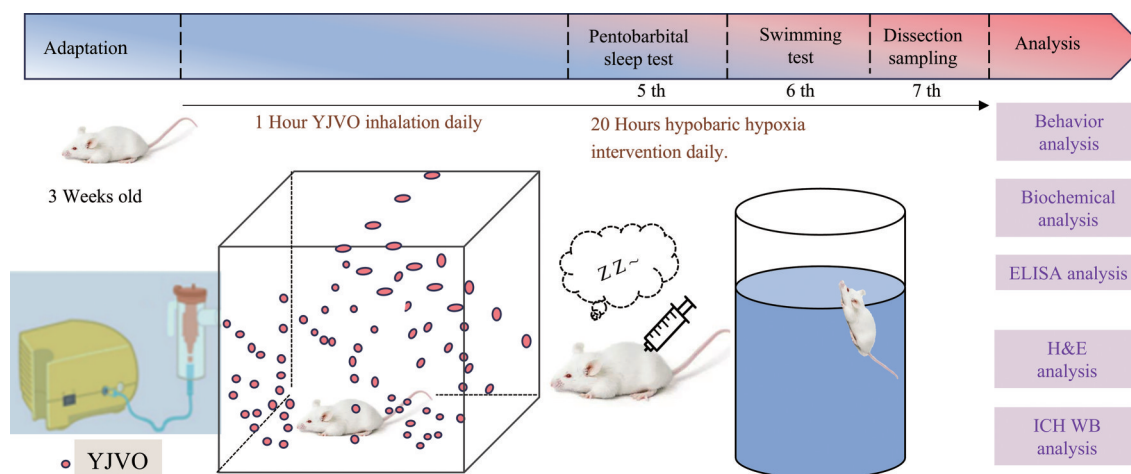 Adaptation
Pentobarbital
sleep test
Swimming
test
Dissection
sampling
Analysis
5 th
6 th
7 th
1 Hour YJVO inhalation daily
20 Hours hypobaric hypoxia
intervention daily.
3 Weeks old
ZZ~
YJVO
Behavior
analysis
Biochemical
analysis
ELISA analysis
H&E
analysis
ICH WB
analysis